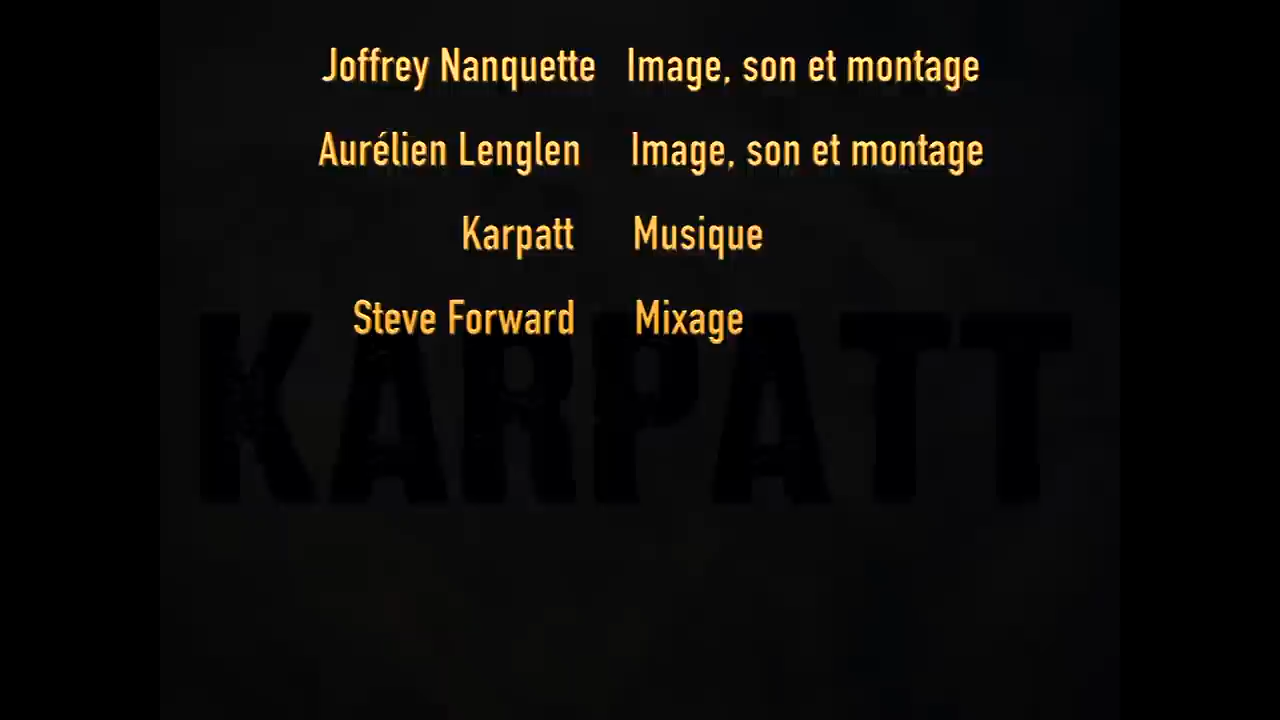 Joffrey Nanquette Image, son et montage
Aurélien Lenglen Image, son et montage
Karpatt Musique
Steve Forward Mixage
KARPATT